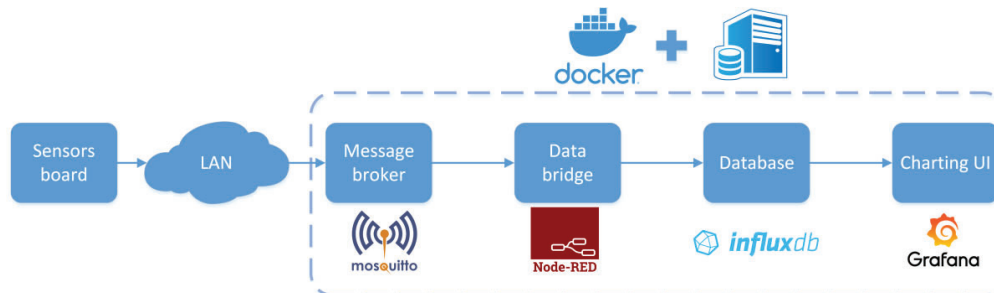 docker
Sensors
board
LAN
Message
broker
Data
bridge
Database
Charting UI
mosquitto
Node-RED
influxdb
Grafana